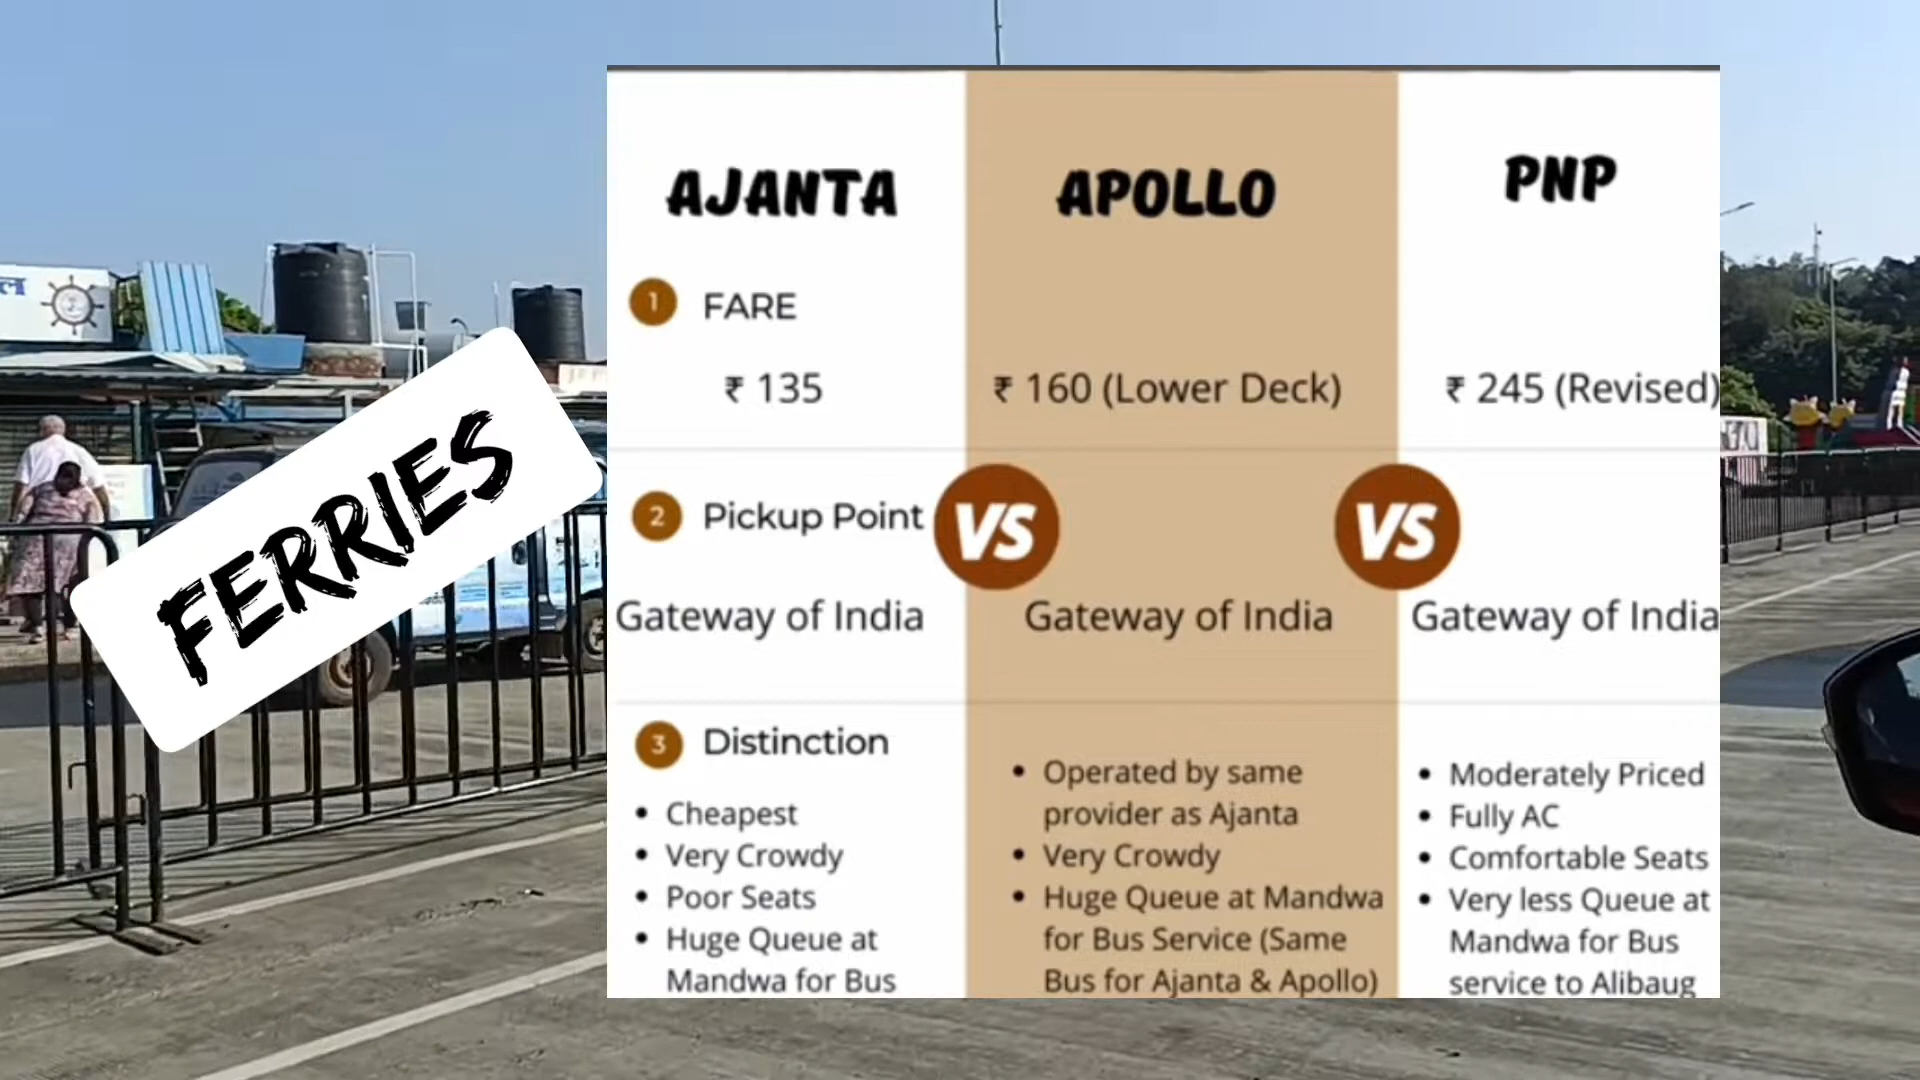 FERRIES
AJANTA
APOLLO
PNP
1 FARE
₹ 135
₹ 160 (Lower Deck)
₹ 245 (Revised)
2 Pickup Point
VS
VS
Gateway of India
Gateway of India
Gateway of India
3 Distinction
• Cheapest
• Very Crowdy
• Poor Seats
• Huge Queue at
Mandwa for Bus
• Operated by same
provider as Ajanta
• Very Crowdy
• Huge Queue at Mandwa
for Bus Service (Same
Bus for Ajanta & Apollo)
• Moderately Priced
• Fully AC
• Comfortable Seats
• Very less Queue at
Mandwa for Bus
service to Alibaug